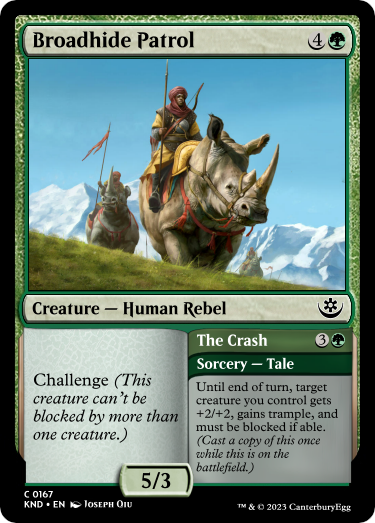 Broadhide Patrol 4
Creature — Human Rebel
Challenge (This
creature can't be
blocked by more than
one creature.)
The Crash 3
Sorcery — Tale
Until end of turn, target
creature you control gets
+2/+2, gains trample, and
must be blocked if able.
(Cast a copy of this once
while this is on the
battlefield.)
5/3
C 0167
KND • EN Joseph Qiu
™ & © 2023 CanterburyEgg